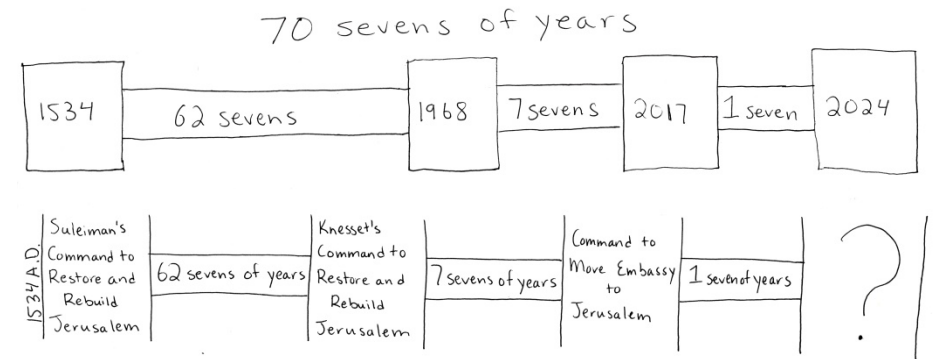 70 sevens of years
1534
62 sevens
1968
7 sevens
2017
1 seven
2024
1534 A.D.
Suleiman's
Command to
Restore and
Rebuild
Jerusalem
62 sevens of years
Knesset's
Command to
Restore and
Rebuild
Jerusalem
7 sevens of years
Command to
Move Embassy
to
Jerusalem
1 seven of years
?